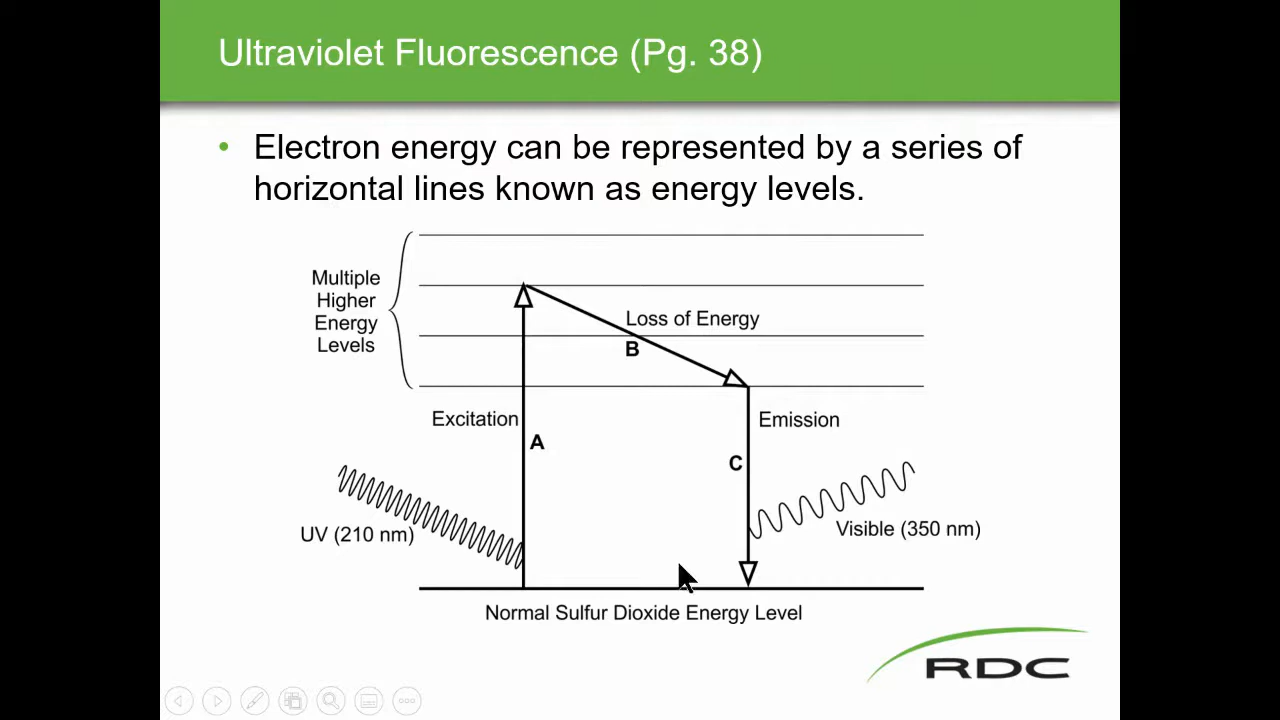 Ultraviolet Fluorescence (Pg. 38)
• Electron energy can be represented by a series of
horizontal lines known as energy levels.
Multiple
Higher
Energy
Levels
Loss of Energy
B
Excitation
A
Emission
C
UV (210 nm)
Visible (350 nm)
Normal Sulfur Dioxide Energy Level
RDC